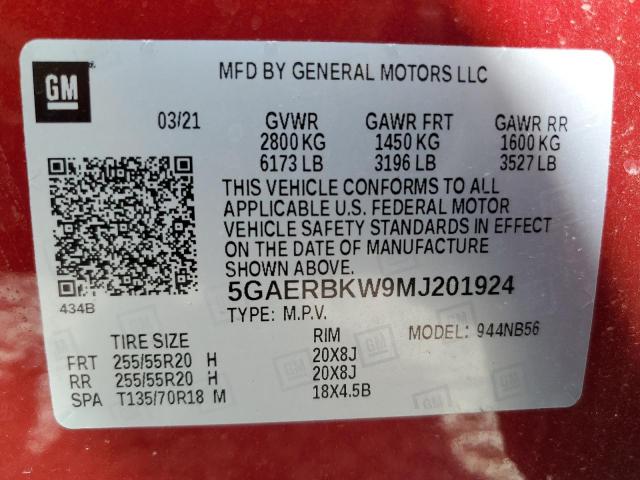 GM
MFD BY GENERAL MOTORS LLC
03/21 GVWR GAWR FRT GAWR RR
2800 KG 1450 KG 1600 KG
6173 LB 3196 LB 3527 LB
THIS VEHICLE CONFORMS TO ALL
APPLICABLE U.S. FEDERAL MOTOR
VEHICLE SAFETY STANDARDS IN EFFECT
ON THE DATE OF MANUFACTURE
SHOWN ABOVE.
434B
5GAERBKW9MJ201924
TYPE: M.P.V. MODEL: 944NB56
TIRE SIZE RIM
FRT 255/55R20 H 20X8J
RR 255/55R20 H 20X8J
SPA T135/70R18 M 18X4.5B